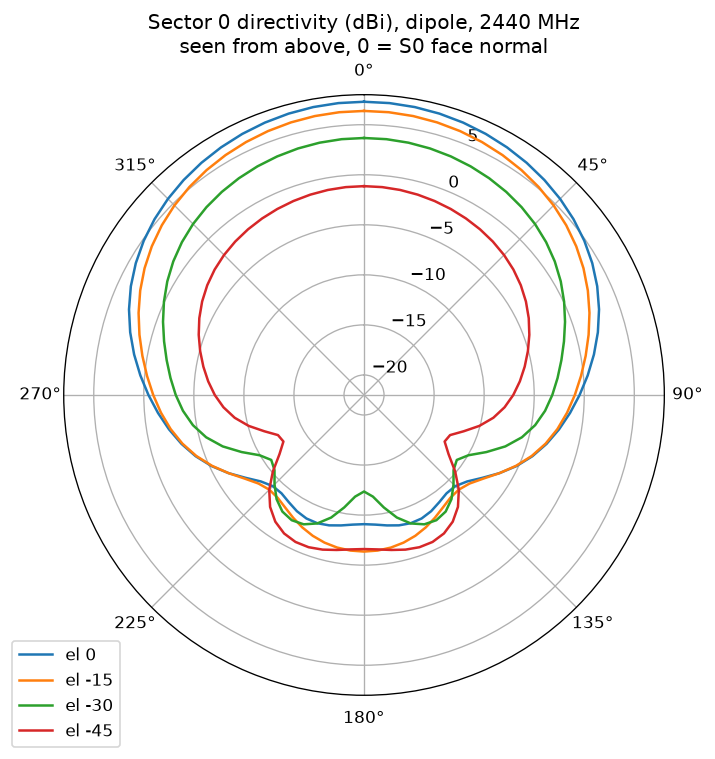 Sector 0 directivity (dBi), dipole, 2440 MHz
seen from above, 0 = S0 face normal
0°
315°
5
45°
0
−5
−10
−15
−20
270°
90°
225°
135°
180°
el 0
el -15
el -30
el -45